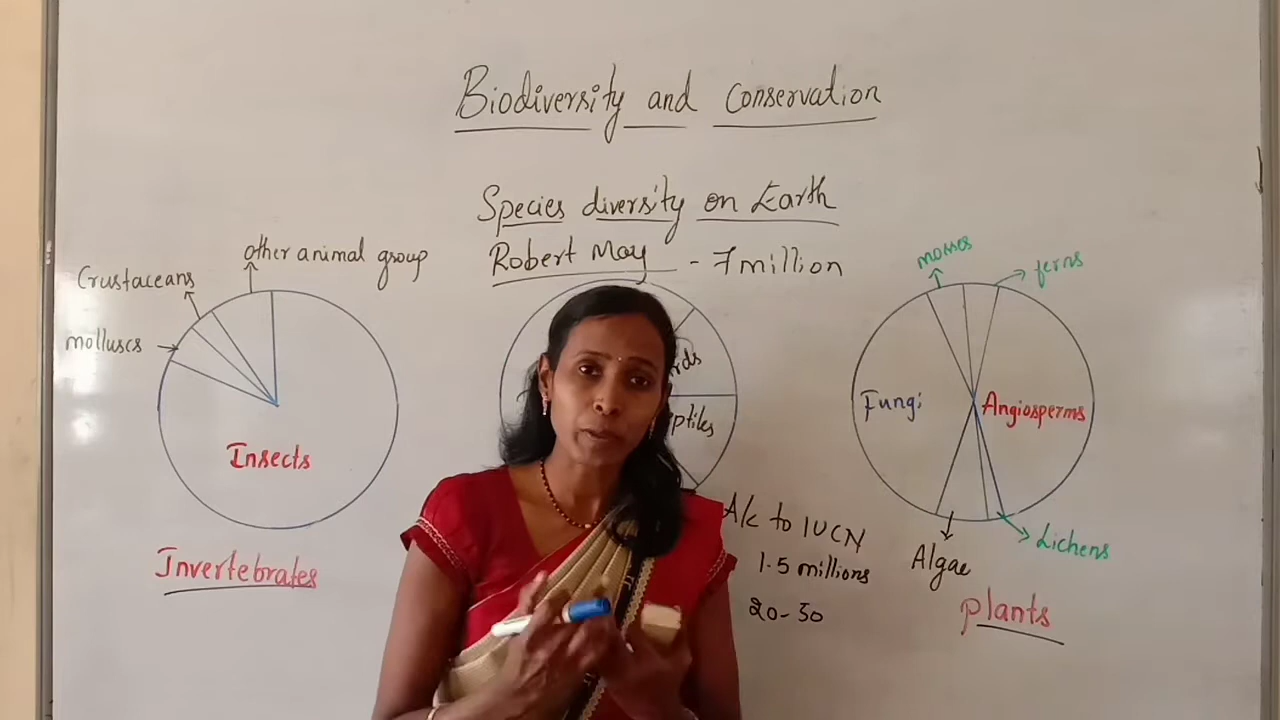 Biodiversity and conservation
Species diversity on Earth
Robert May - 7 million
other animal group
Crustaceans
molluscs
Insects
Invertebrates
mosses
ferns
Fungi
Angiosperms
Algae
Lichens
plants
A/c to IUCN
1.5 millions
20-50